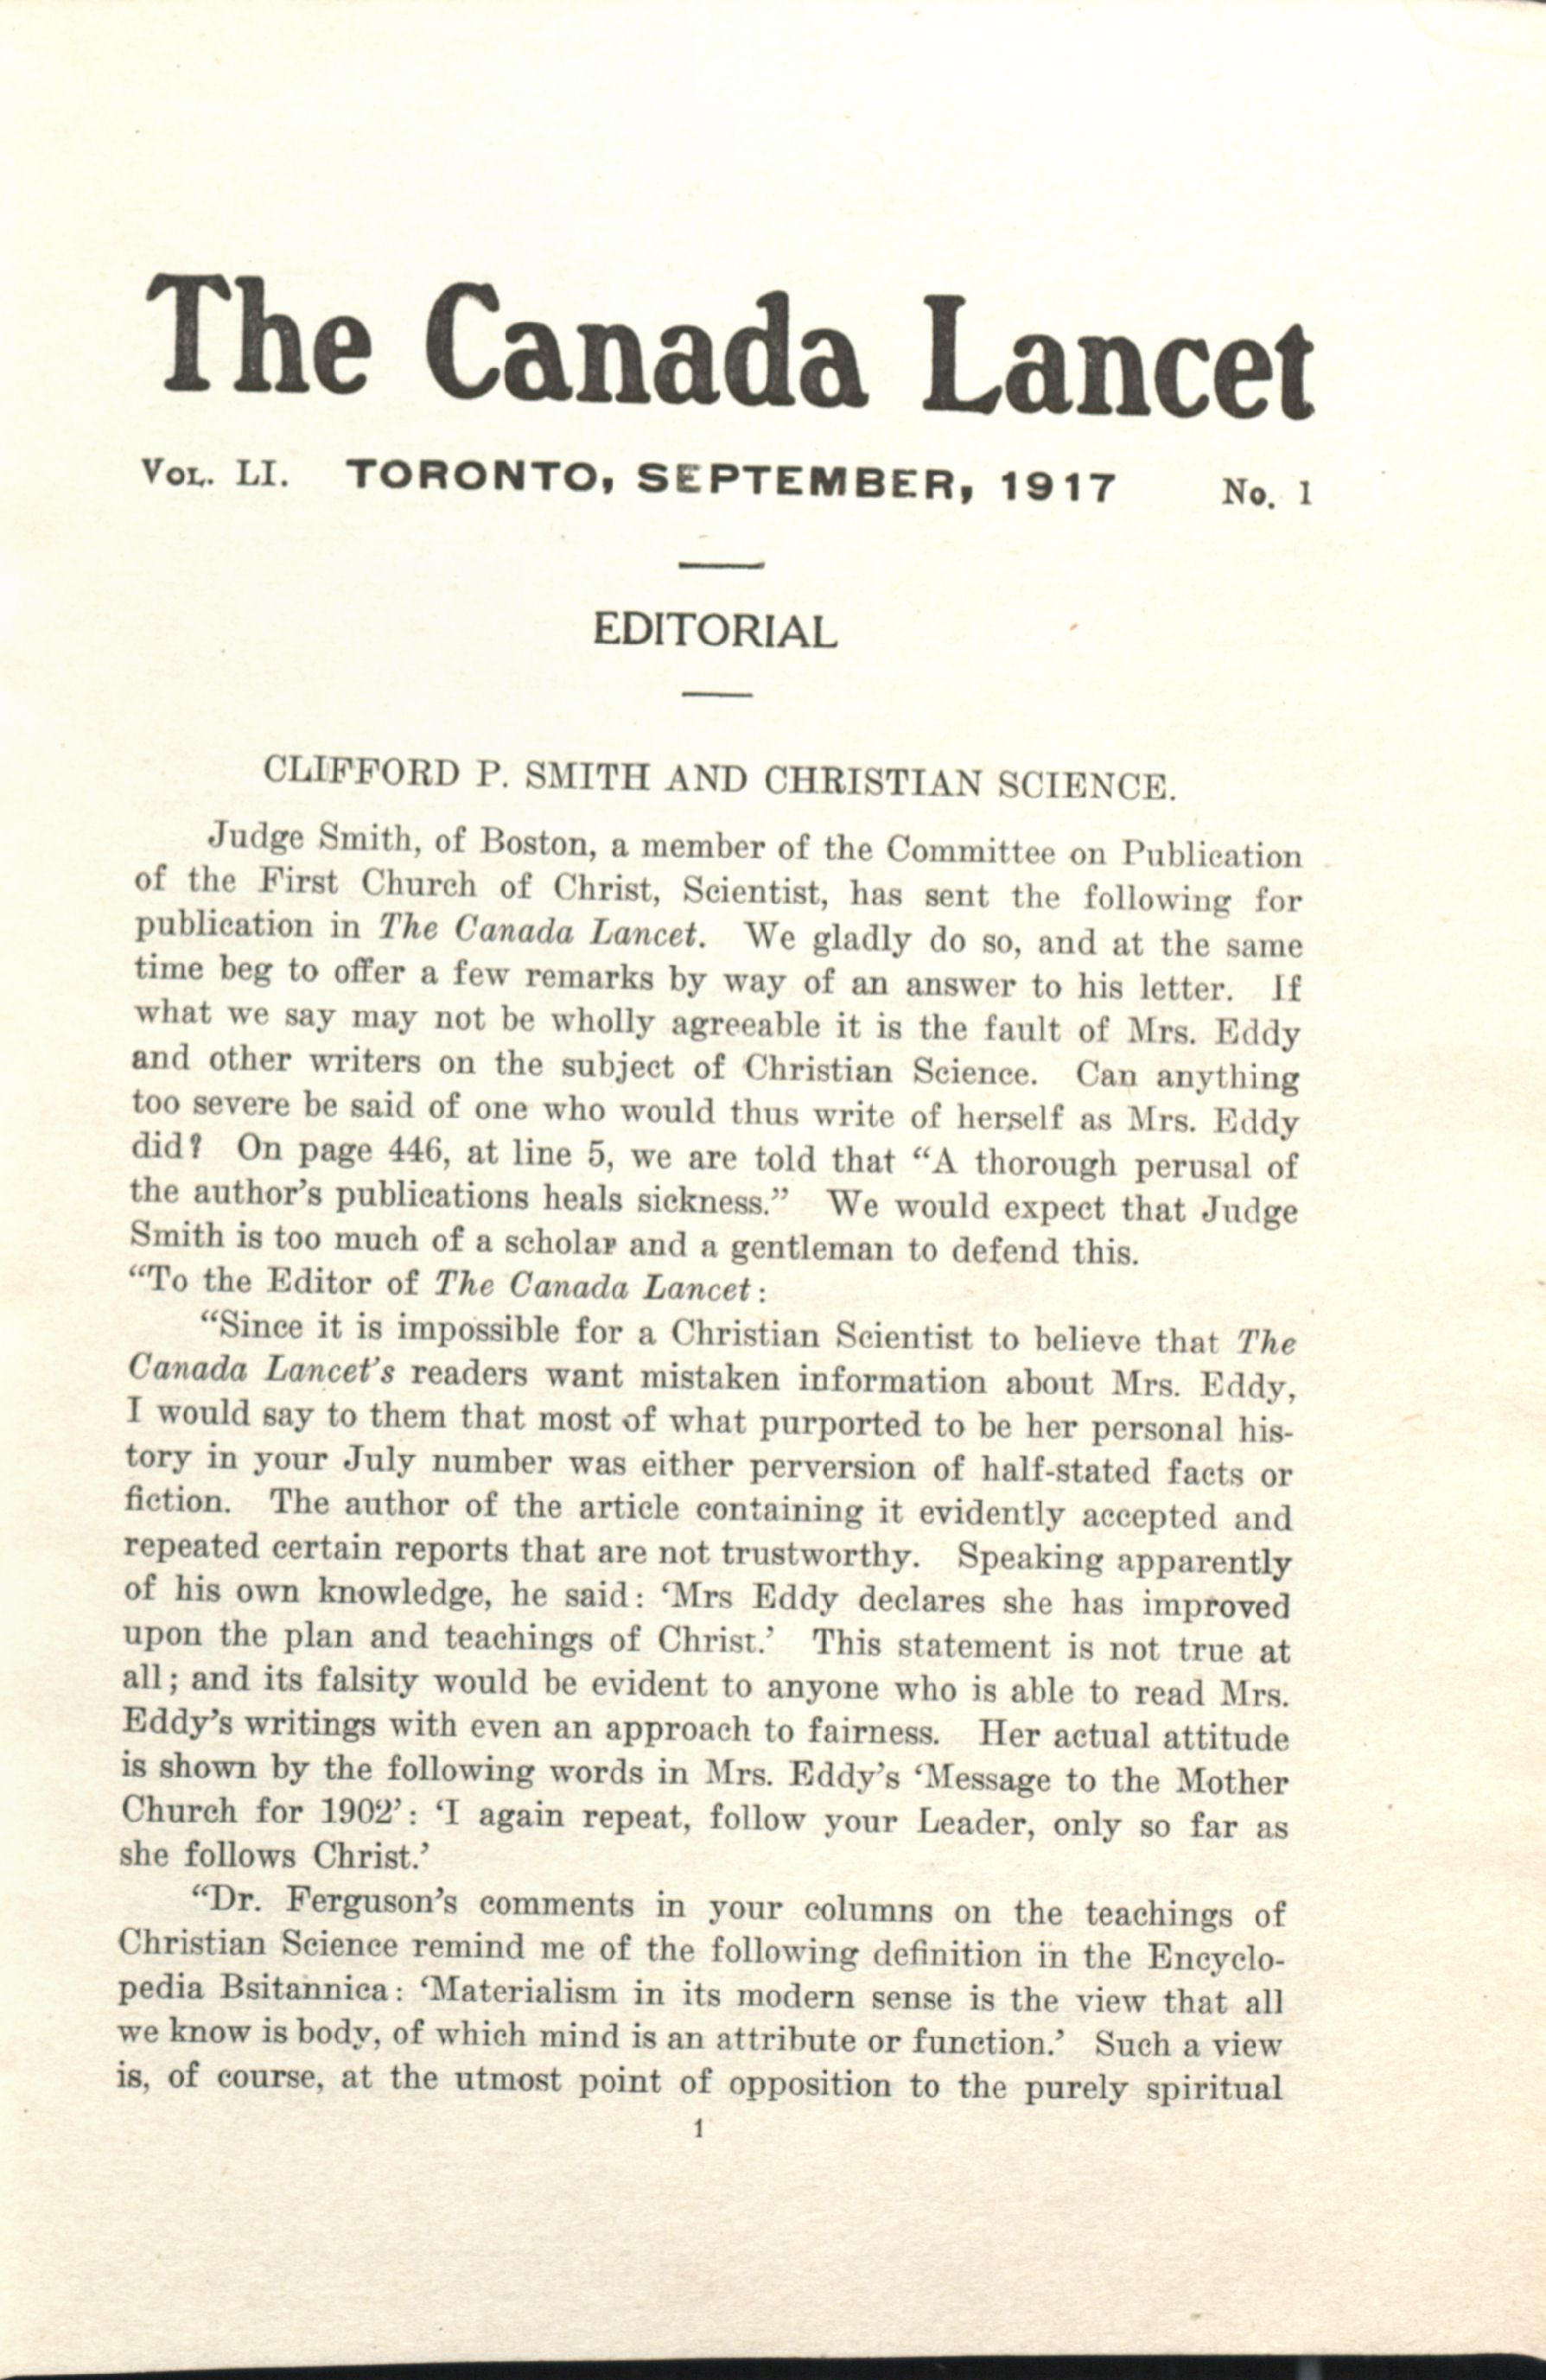 The Canada Lancet
VOL. LI. TORONTO, SEPTEMBER, 1917 No. 1
EDITORIAL
CLIFFORD P. SMITH AND CHRISTIAN SCIENCE.
Judge Smith, of Boston, a member of the Committee on Publication
of the First Church of Christ, Scientist, has sent the following for
publication in The Canada Lancet. We gladly do so, and at the same
time beg to offer a few remarks by way of an answer to his letter. If
what we say may not be wholly agreeable it is the fault of Mrs. Eddy
and other writers on the subject of Christian Science. Can anything
too severe be said of one who would thus write of herself as Mrs. Eddy
did? On page 446, at line 5, we are told that “A thorough perusal of
the author’s publications heals sickness.” We would expect that Judge
Smith is too much of a scholar and a gentleman to defend this.
“To the Editor of The Canada Lancet:
“Since it is impossible for a Christian Scientist to believe that The
Canada Lancet’s readers want mistaken information about Mrs. Eddy,
I would say to them that most of what purported to be her personal his-
tory in your July number was either perversion of half-stated facts or
fiction. The author of the article containing it evidently accepted and
repeated certain reports that are not trustworthy. Speaking apparently
of his own knowledge, he said: ‘Mrs Eddy declares she has improved
upon the plan and teachings of Christ.’ This statement is not true at
all; and its falsity would be evident to anyone who is able to read Mrs.
Eddy’s writings with even an approach to fairness. Her actual attitude
is shown by the following words in Mrs. Eddy’s ‘Message to the Mother
Church for 1902’: ‘I again repeat, follow your Leader, only so far as
she follows Christ.’
“Dr. Ferguson’s comments in your columns on the teachings of
Christian Science remind me of the following definition in the Encyclo-
pedia Bsitannica: ‘Materialism in its modern sense is the view that all
we know is body, of which mind is an attribute or function.’ Such a view
is, of course, at the utmost point of opposition to the purely spiritual
1